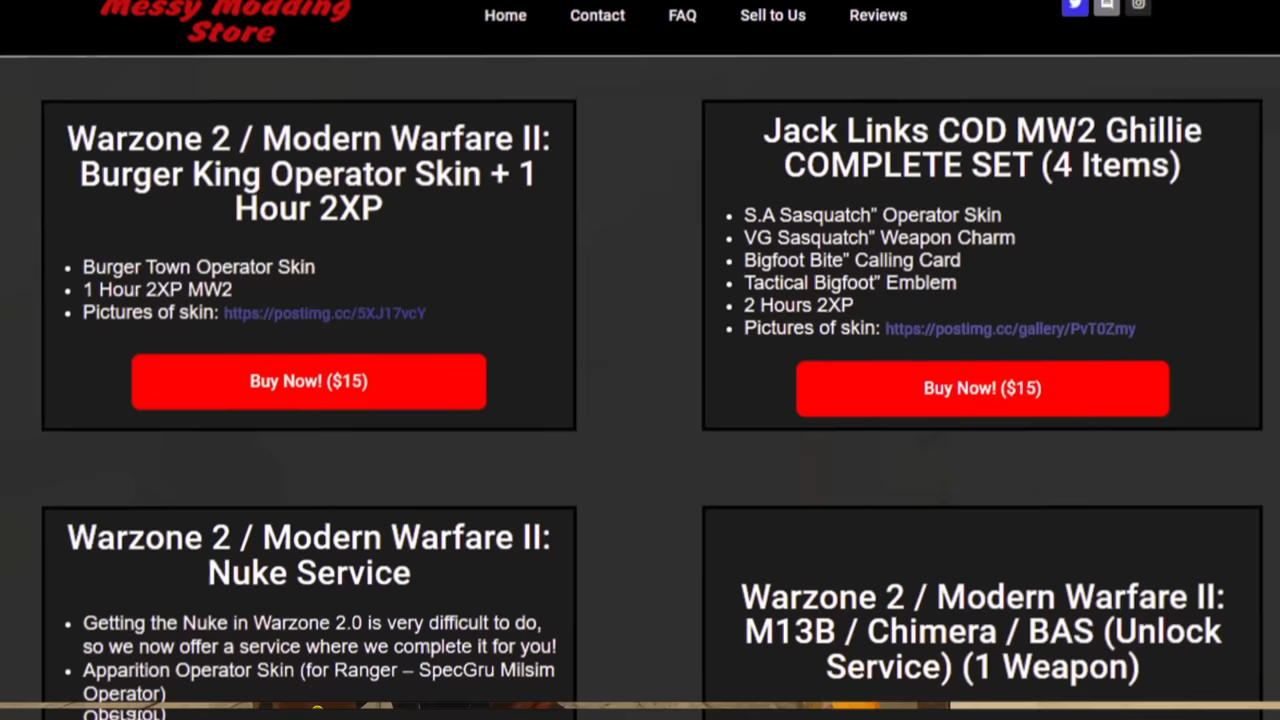 Messy Modding
Store
Home
Contact
FAQ
Sell to Us
Reviews
Warzone 2 / Modern Warfare II:
Burger King Operator Skin + 1
Hour 2XP
• Burger Town Operator Skin
• 1 Hour 2XP MW2
• Pictures of skin: https://postimg.cc/5XJ17vcY
Buy Now! ($15)
Jack Links COD MW2 Ghillie
COMPLETE SET (4 Items)
• S.A Sasquatch" Operator Skin
• VG Sasquatch" Weapon Charm
• Bigfoot Bite" Calling Card
• Tactical Bigfoot" Emblem
• 2 Hours 2XP
• Pictures of skin: https://postimg.cc/gallery/PvT0Zmy
Buy Now! ($15)
Warzone 2 / Modern Warfare II:
Nuke Service
• Getting the Nuke in Warzone 2.0 is very difficult to do,
so we now offer a service where we complete it for you!
• Apparition Operator Skin (for Ranger – SpecGru Milsim
Operator)
Warzone 2 / Modern Warfare II:
M13B / Chimera / BAS (Unlock
Service) (1 Weapon)